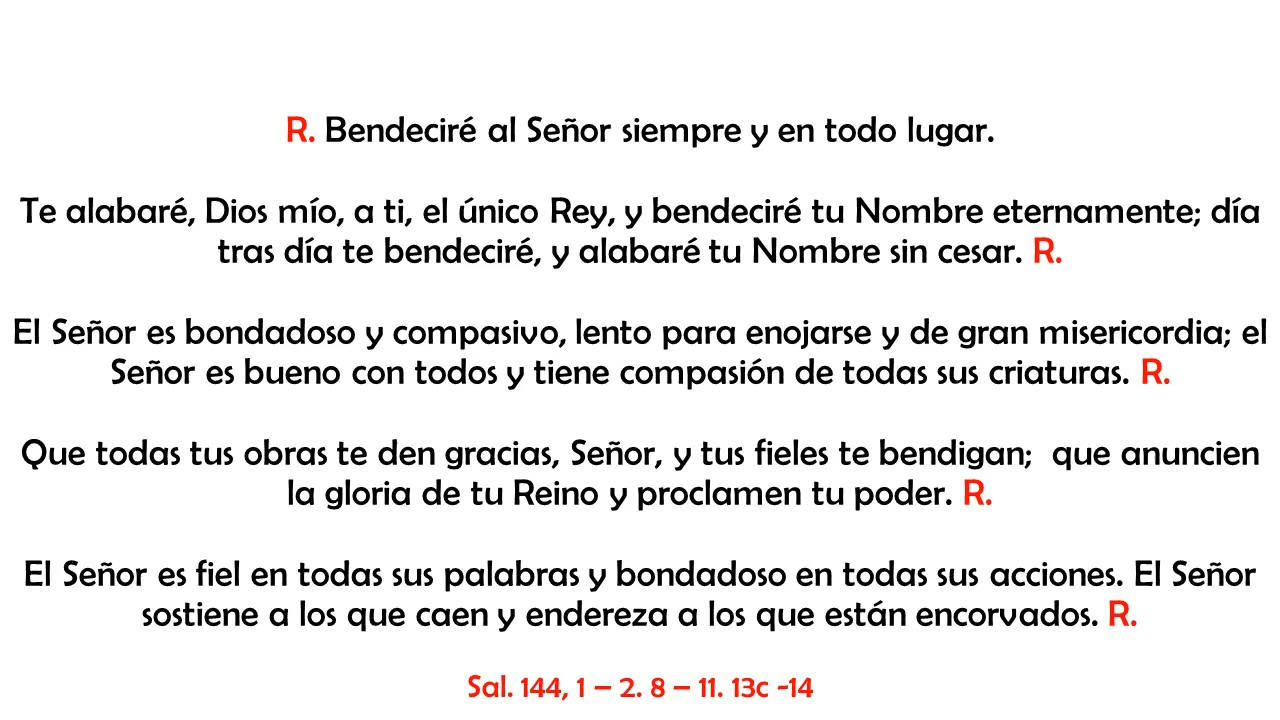 R. Bendeciré al Señor siempre y en todo lugar.
Te alabaré, Dios mío, a ti, el único Rey, y bendeciré tu Nombre eternamente; día
tras día te bendeciré, y alabaré tu Nombre sin cesar. R.
El Señor es bondadoso y compasivo, lento para enojarse y de gran misericordia; el
Señor es bueno con todos y tiene compasión de todas sus criaturas. R.
Que todas tus obras te den gracias, Señor, y tus fieles te bendigan;  que anuncien
la gloria de tu Reino y proclamen tu poder. R.
El Señor es fiel en todas sus palabras y bondadoso en todas sus acciones. El Señor
sostiene a los que caen y endereza a los que están encorvados. R.
Sal. 144, 1 – 2. 8 – 11. 13c -14